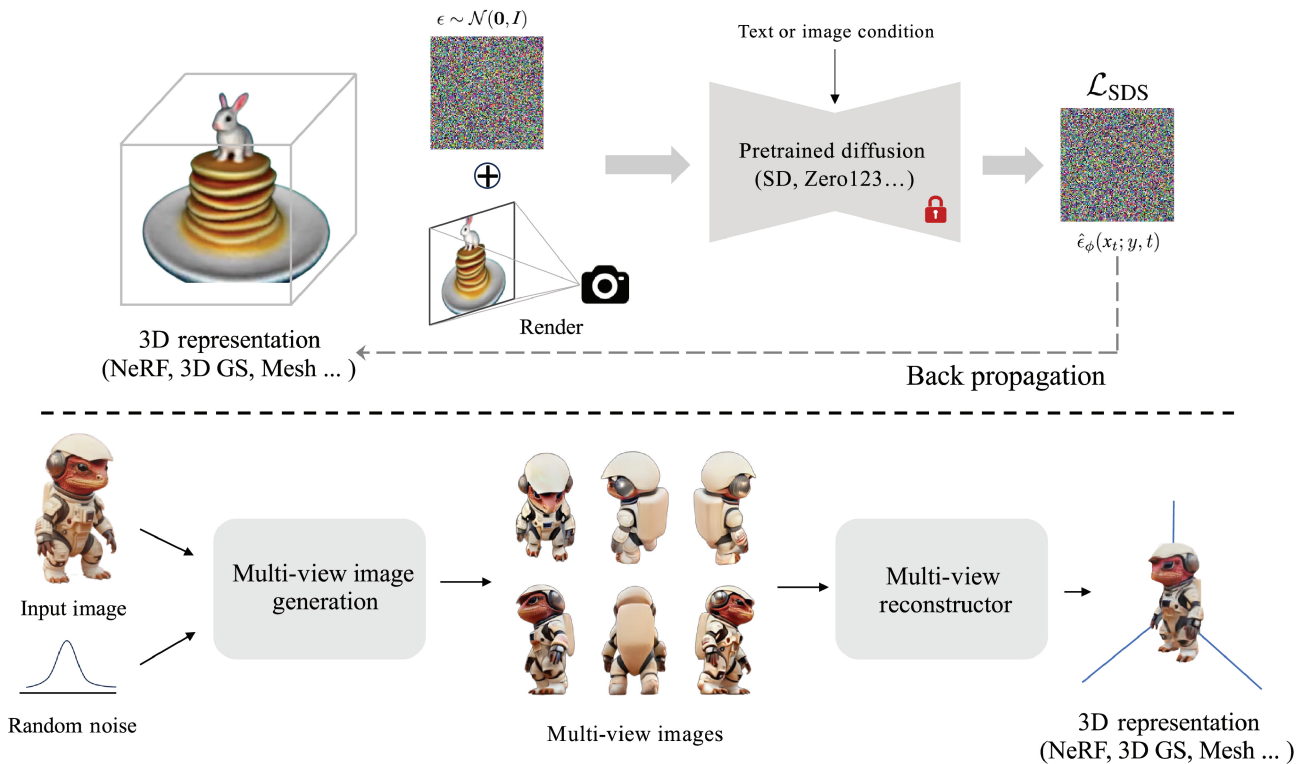 ϵ ∼ 𝒩(0, I)
Text or image condition
ℒ_SDS
Pretrained diffusion
(SD, Zero123…)
ϵ̂_ϕ(x_t; y, t)
Render
3D representation
(NeRF, 3D GS, Mesh ... )
Back propagation
Input image
Random noise
Multi-view image
generation
Multi-view images
Multi-view
reconstructor
3D representation
(NeRF, 3D GS, Mesh ... )